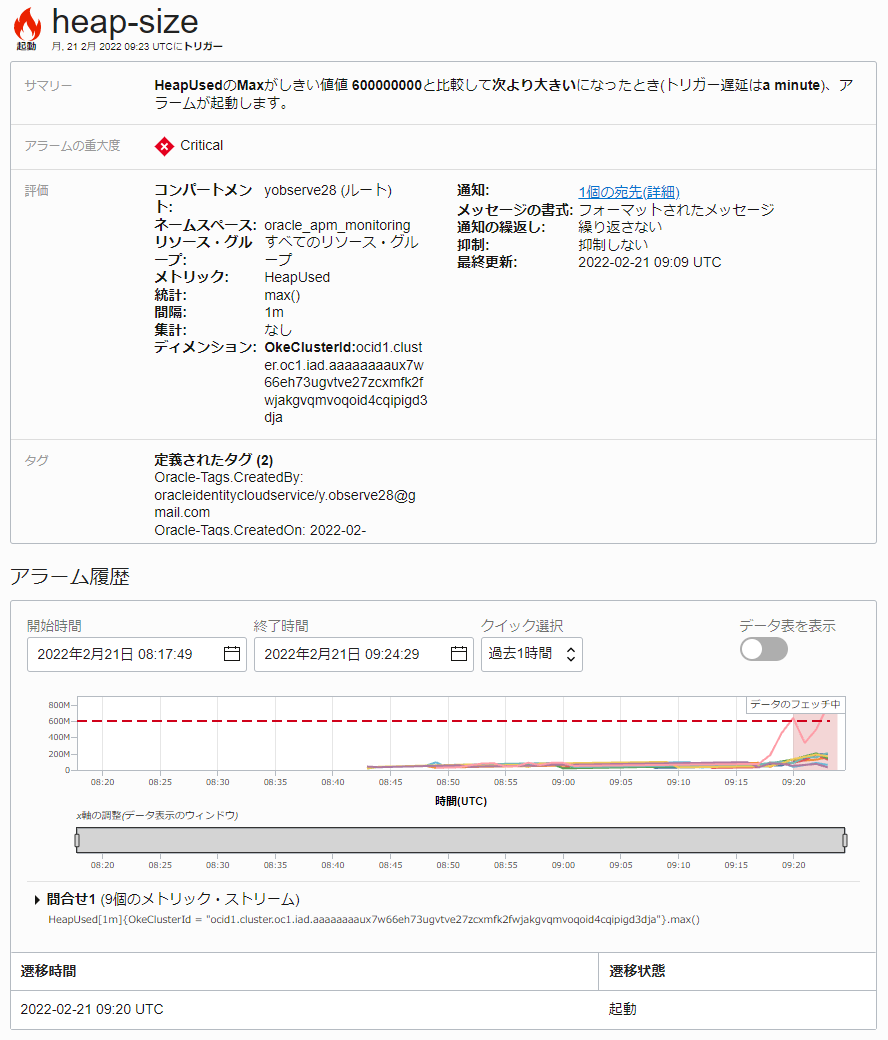 heap-size
起動
月, 21 2月 2022 09:23 UTCにトリガー
サマリー
HeapUsedのMaxがしきい値値 600000000と比較して次より大きいになったとき(トリガー遅延はa minute)、ア
ラームが起動します。
アラームの重大度
Critical
評価
コンパートメン
ト:
yobserve28 (ルート)
ネームスペース: oracle_apm_monitoring
リソース・グル
ープ:
すべてのリソース・グル
ープ
メトリック: HeapUsed
統計: max()
間隔: 1m
集計: なし
ディメンション: OkeClusterId:ocid1.clust
er.oc1.iad.aaaaaaaaux7w
66eh73ugvtve27zcxmfk2f
wjakgvqmvoqoid4cqipigd3
dja
通知: 1個の宛先(詳細)
メッセージの書式: フォーマットされたメッセージ
通知の繰返し: 繰り返さない
抑制: 抑制しない
最終更新: 2022-02-21 09:09 UTC
タグ
定義されたタグ (2)
Oracle-Tags.CreatedBy:
oracleidentitycloudservice/y.observe28@g
mail.com
Oracle-Tags.CreatedOn: 2022-02-
アラーム履歴
開始時間
2022年2月21日 08:17:49
終了時間
2022年2月21日 09:24:29
クイック選択
過去1時間
データ表を表示
データのフェッチ中
800M
600M
400M
200M
0
08:20 08:25 08:30 08:35 08:40 08:45 08:50 08:55 09:00 09:05 09:10 09:15 09:20
時間(UTC)
x軸の調整(データ表示のウィンドウ)
08:20 08:25 08:30 08:35 08:40 08:45 08:50 08:55 09:00 09:05 09:10 09:15 09:20
問合せ1 (9個のメトリック・ストリーム)
HeapUsed[1m]{OkeClusterId = "ocid1.cluster.oc1.iad.aaaaaaaaux7w66eh73ugvtve27zcxmfk2fwjakgvqmvoqoid4cqipigd3dja"}.max()
遷移時間 遷移状態
2022-02-21 09:20 UTC 起動